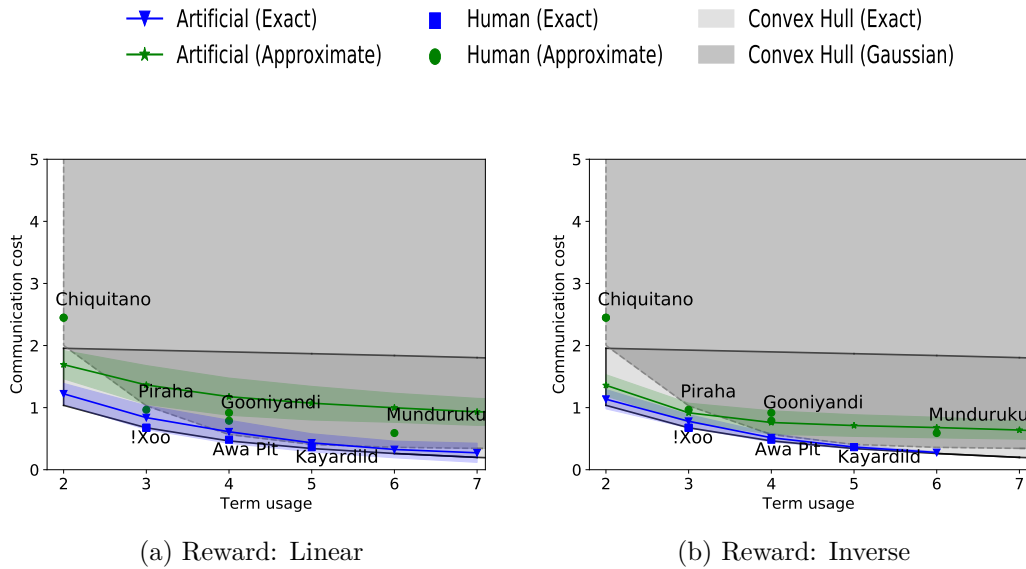 Artificial (Exact) Human (Exact) Convex Hull (Exact)
Artificial (Approximate) Human (Approximate) Convex Hull (Gaussian)
Communication cost
5
4
3
2
1
0
Chiquitano
Piraha
Gooniyandi
Munduruku
!Xoo
Awa Pit
Kayardild
2 3 4 5 6 7
Term usage
(a) Reward: Linear
Communication cost
5
4
3
2
1
0
Chiquitano
Piraha
Gooniyandi
Munduruku
!Xoo
Awa Pit
Kayardild
2 3 4 5 6 7
Term usage
(b) Reward: Inverse